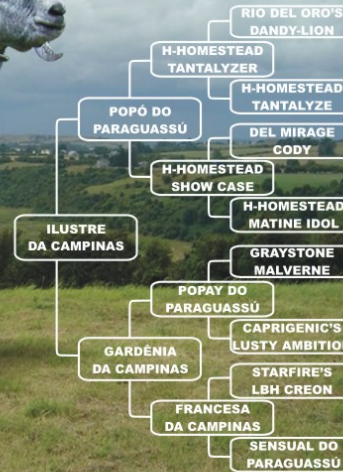 RIO DEL ORO'S
DANDY-LION
H-HOMESTEAD
TANTALYZER
H-HOMESTEAD
TANTALYZE
POPÓ DO
PARAGUASSÚ
DEL MIRAGE
CODY
H-HOMESTEAD
SHOW CASE
H-HOMESTEAD
MATINE IDOL
ILUSTRE
DA CAMPINAS
GRAYSTONE
MALVERNE
POPAY DO
PARAGUASSÚ
CAPRIGENIC'S
LUSTY AMBITION
GARDÊNIA
DA CAMPINAS
STARFIRE'S
LBH CREON
FRANCESA
DA CAMPINAS
SENSUAL DO
PARAGUASSÚ